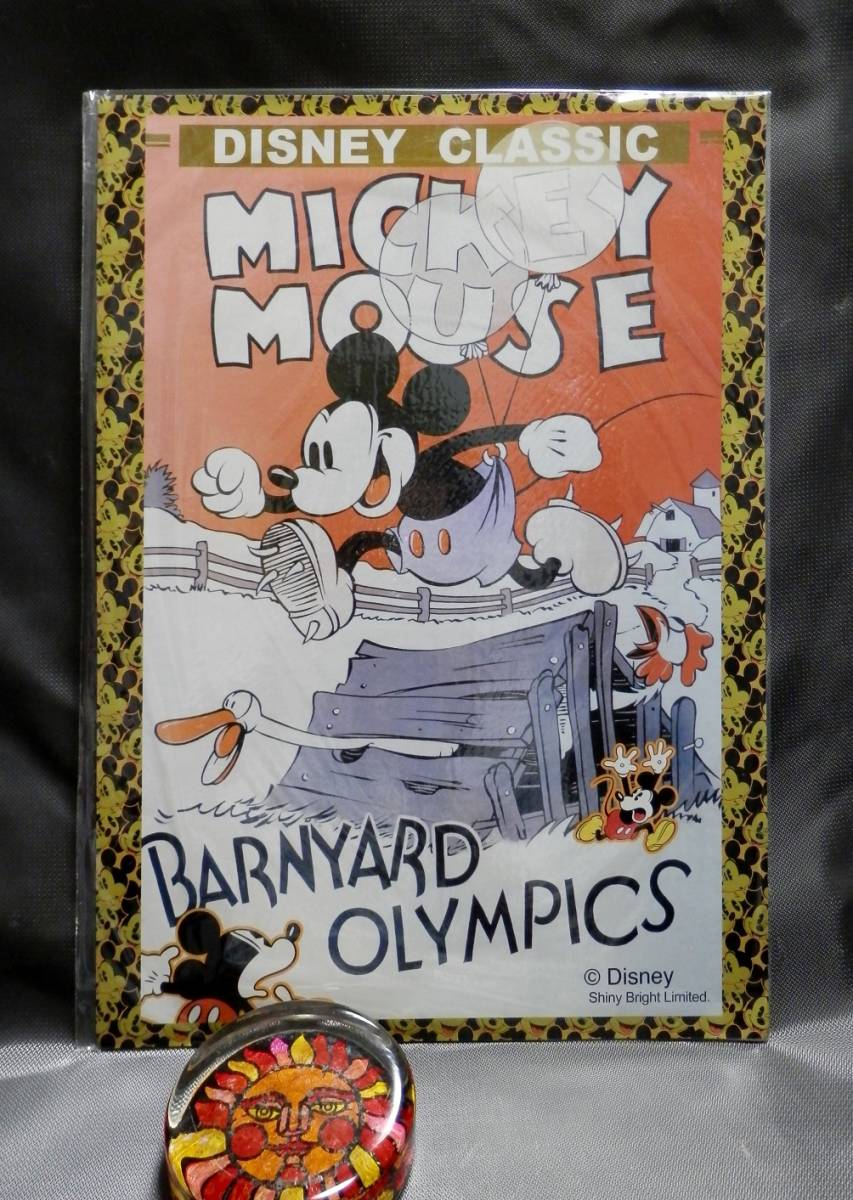 DISNEY CLASSIC
MICKEY
MOUSE
BARNYARD
OLYMPICS
© Disney
Shiny Bright Limited.